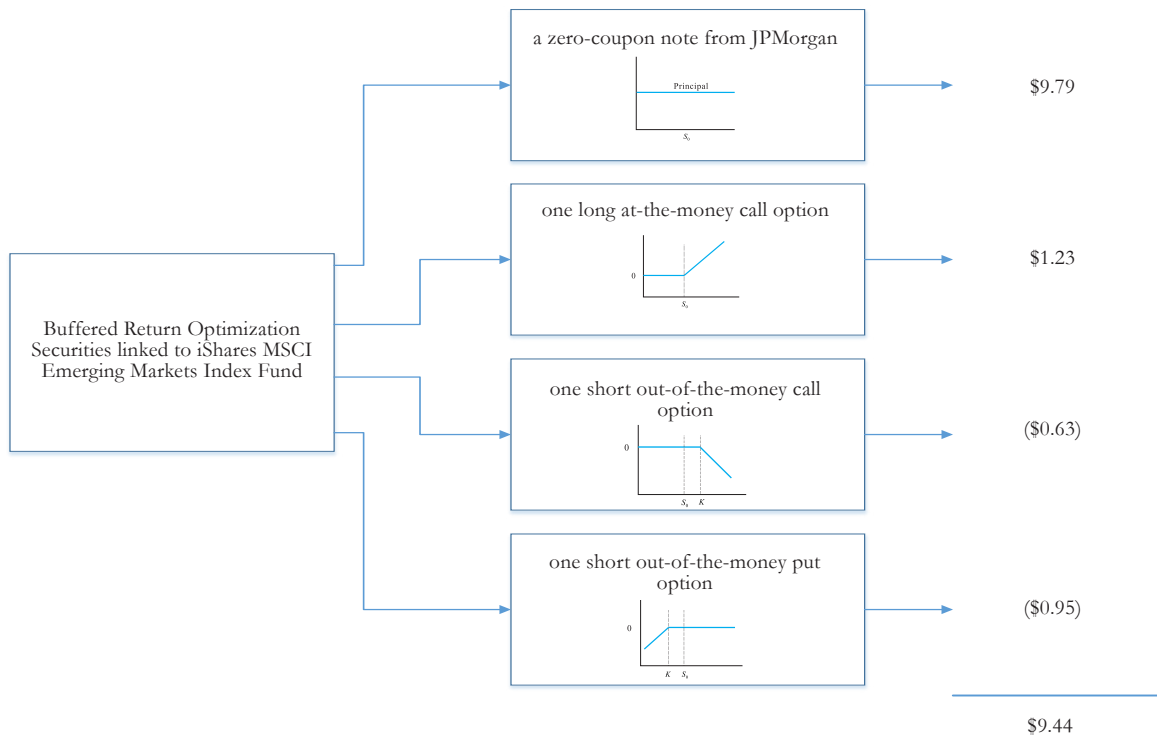 a zero-coupon note from JPMorgan
Principal
S₀
$9.79
one long at-the-money call option
0
S₀
$1.23
Buffered Return Optimization
Securities linked to iShares MSCI
Emerging Markets Index Fund
one short out-of-the-money call
option
0
S₀ K
($0.63)
one short out-of-the-money put
option
0
K S₀
($0.95)
$9.44